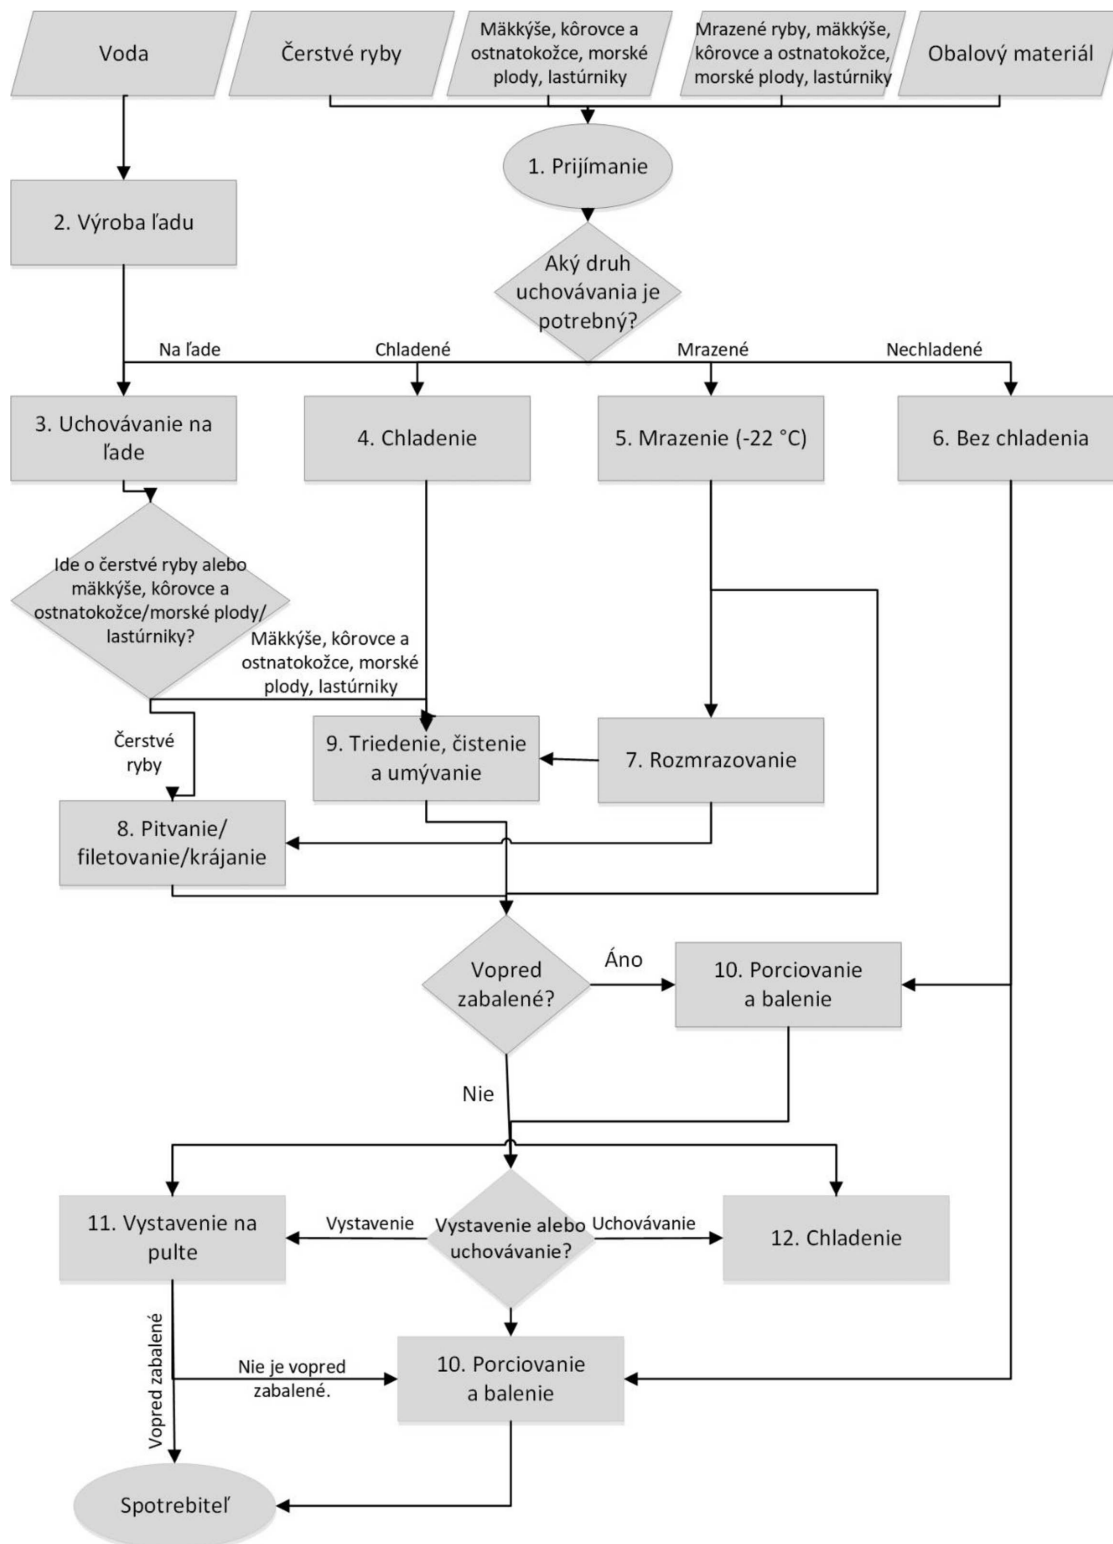 Voda
Čerstvé ryby
Mäkkýše, kôrovce a
ostnatokožce, morské
plody, lastúrniky
Mrazené ryby, mäkkýše,
kôrovce a ostnatokožce,
morské plody, lastúrniky
Obalový materiál
1. Prijímanie
2. Výroba ľadu
Aký druh
uchovávania je
potrebný?
Na ľade
Chladené
Mrazené
Nechladené
3. Uchovávanie na
ľade
4. Chladenie
5. Mrazenie (-22 °C)
6. Bez chladenia
Ide o čerstvé ryby alebo
mäkkýše, kôrovce a
ostnatokožce/morské plody/
lastúrniky?
Mäkkýše, kôrovce a
ostnatokožce, morské
plody, lastúrniky
Čerstvé
ryby
9. Triedenie, čistenie
a umývanie
7. Rozmrazovanie
8. Pitvanie/
filetovanie/krájanie
Vopred
zabalené?
Áno
10. Porciovanie
a balenie
Nie
11. Vystavenie na
pulte
Vystavenie
Vystavenie alebo
uchovávanie?
Uchovávanie
12. Chladenie
Vopred zabalené
Nie je vopred
zabalené.
10. Porciovanie
a balenie
Spotrebiteľ